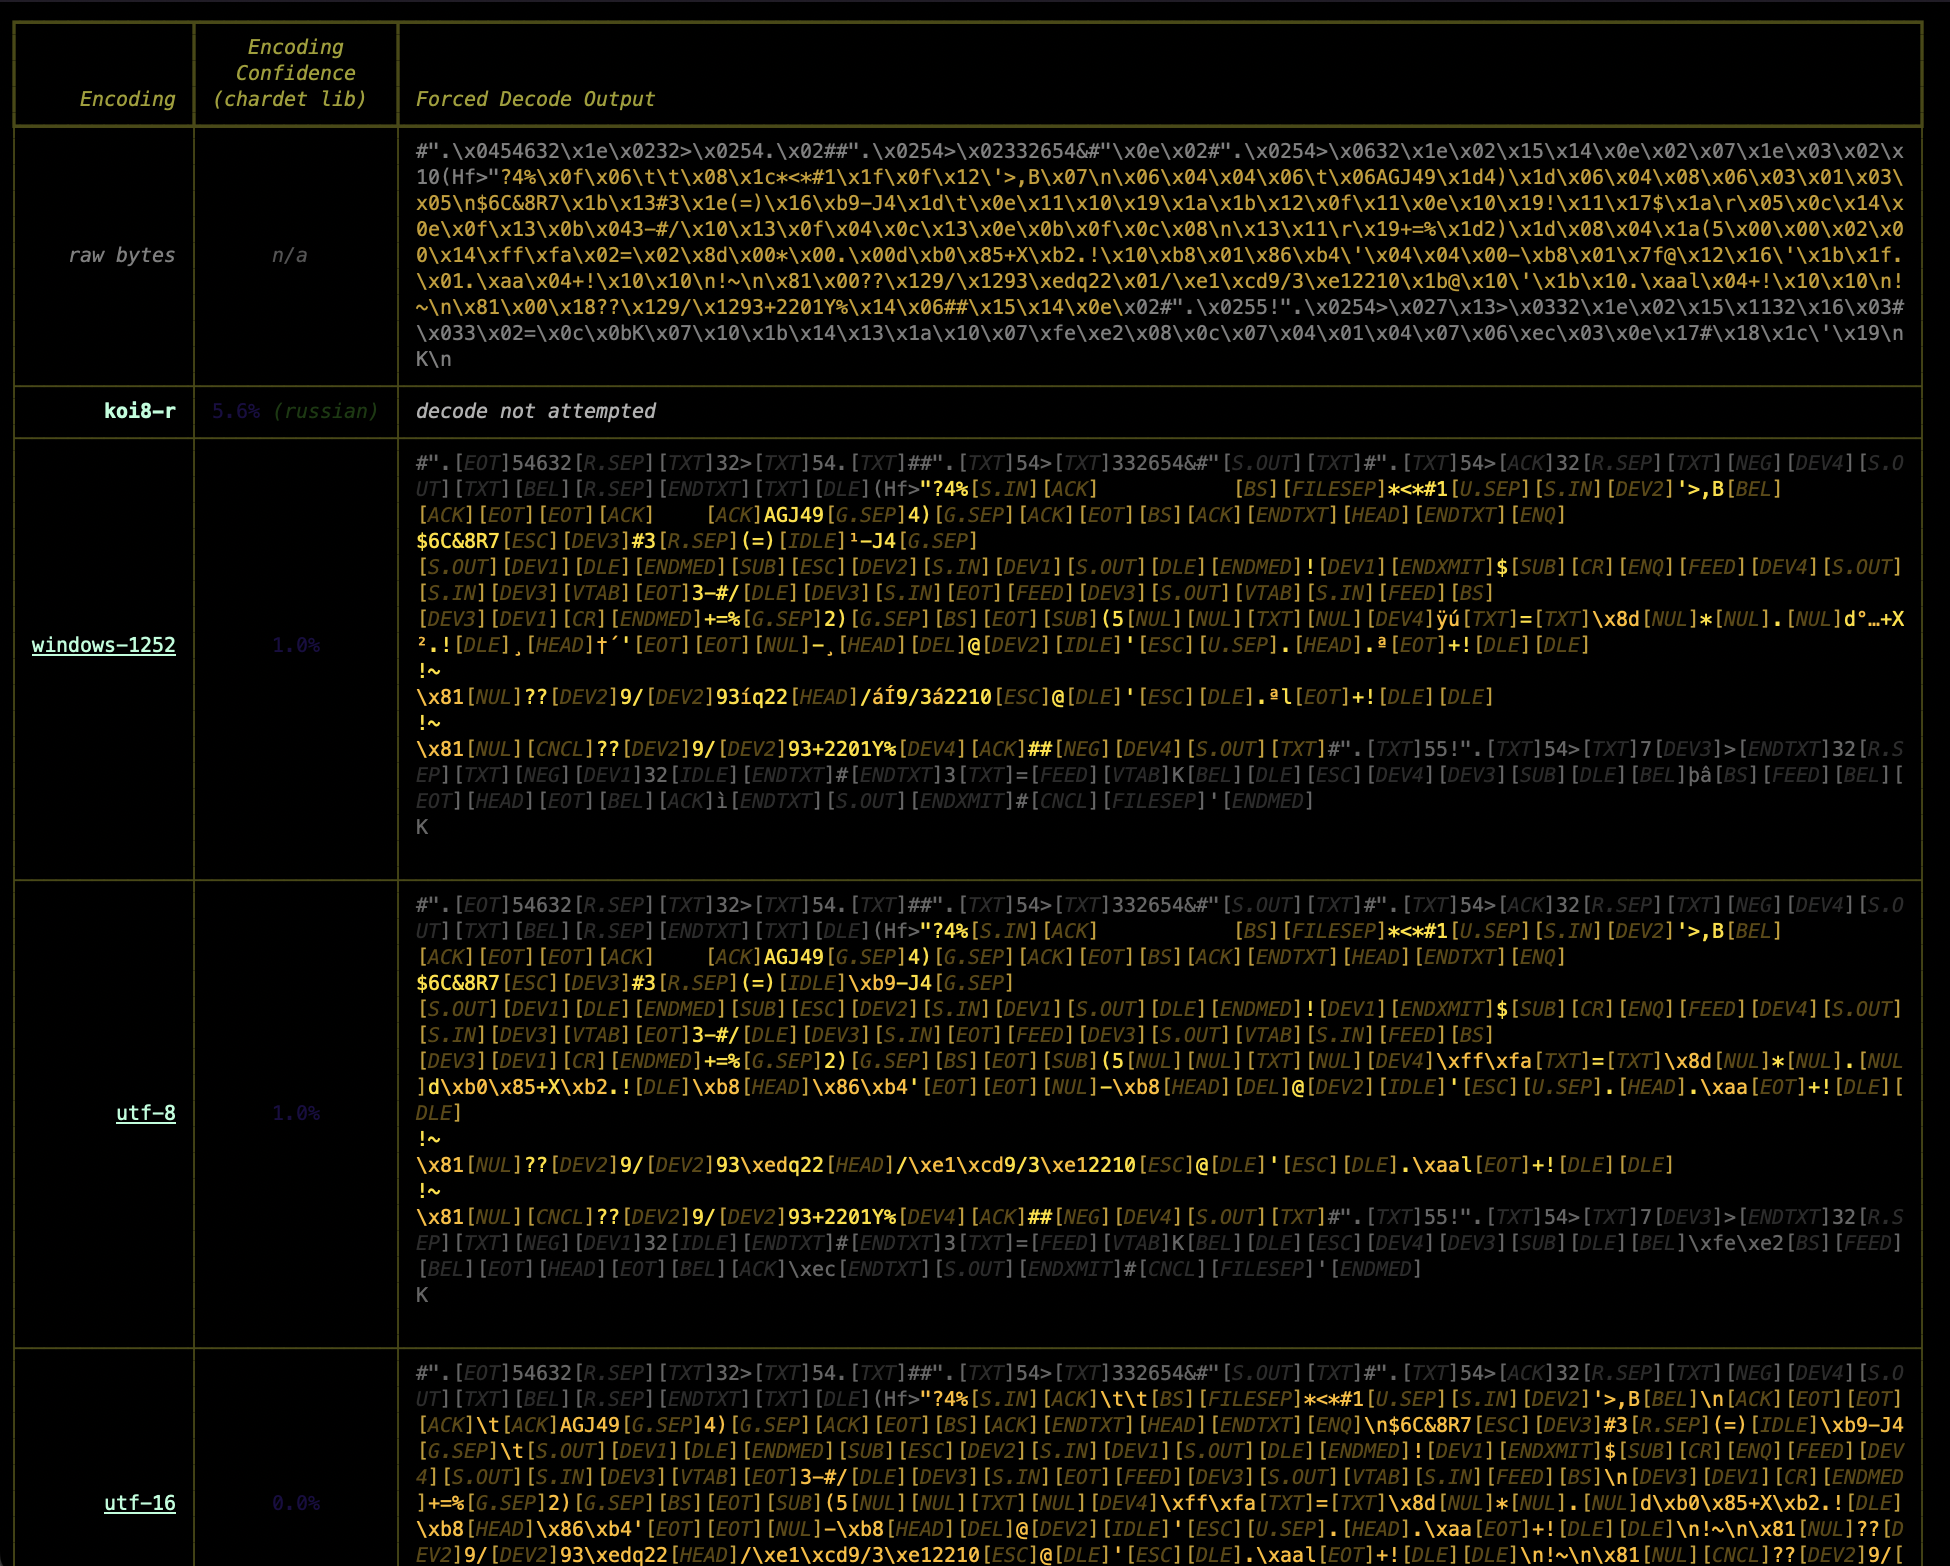 Encoding
Encoding
Confidence
(chardet lib)
Forced Decode Output
raw bytes
n/a
#".\x0454632\x1e\x0232>\x0254.\x02##".\x0254>\x02332654&#"\x0e\x02#".\x0254>\x0632\x1e\x02\x15\x14\x0e\x02\x07\x1e\x03\x02\x
10(Hf>"?4%\x0f\x06\t\t\x08\x1c*<*#1\x1f\x0f\x12\'>,B\x07\n\x06\x04\x04\x06\t\x06AGJ49\x1d4)\x1d\x06\x04\x08\x06\x03\x01\x03\
x05\n$6C&8R7\x1b\x13#3\x1e(=)\x16\xb9-J4\x1d\t\x0e\x11\x10\x19\x1a\x1b\x12\x0f\x11\x0e\x10\x19!\x11\x17$\x1a\r\x05\x0c\x14\x
0e\x0f\x13\x0b\x043-#/\x10\x13\x0f\x04\x0c\x13\x0e\x0b\x0f\x0c\x08\n\x13\x11\r\x19+=%\x1d2)\x1d\x08\x04\x1a(5\x00\x00\x02\x0
0\x14\xff\xfa\x02=\x02\x8d\x00*\x00.\x00d\xb0\x85+X\xb2.!\x10\xb8\x01\x86\xb4\'\x04\x04\x00-\xb8\x01\x7f@\x12\x16\'\x1b\x1f.
\x01.\xaa\x04+!\x10\x10\n!~\n\x81\x00??\x129/\x1293\xedq22\x01/\xe1\xcd9/3\xe12210\x1b@\x10\'\x1b\x10.\xaal\x04+!\x10\x10\n!
~\n\x81\x00\x18??\x129/\x1293+2201Y%\x14\x06##\x15\x14\x0e\x02#".\x0255!".\x0254>\x027\x13>\x0332\x1e\x02\x15\x1132\x16\x03#
\x033\x02=\x0c\x0bK\x07\x10\x1b\x14\x13\x1a\x10\x07\xfe\xe2\x08\x0c\x07\x04\x01\x04\x07\x06\xec\x03\x0e\x17#\x18\x1c\'\x19\n
K\n
koi8-r
5.6% (russian)
decode not attempted
windows-1252
1.0%
#".[EOT]54632[R.SEP][TXT]32>[TXT]54.[TXT]##".[TXT]54>[TXT]332654&#"[S.OUT][TXT]#".[TXT]54>[ACK]32[R.SEP][TXT][NEG][DEV4][S.O
UT][TXT][BEL][R.SEP][ENDTXT][TXT][DLE](Hf>"?4%[S.IN][ACK]           [BS][FILESEP]*<*#1[U.SEP][S.IN][DEV2]'>,B[BEL]
[ACK][EOT][EOT][ACK]    [ACK]AGJ49[G.SEP]4)[G.SEP][ACK][EOT][BS][ACK][ENDTXT][HEAD][ENDTXT][ENQ]
$6C&8R7[ESC][DEV3]#3[R.SEP](=)[IDLE]¹-J4[G.SEP]
[S.OUT][DEV1][DLE][ENDMED][SUB][ESC][DEV2][S.IN][DEV1][S.OUT][DLE][ENDMED]![DEV1][ENDXMIT]$[SUB][CR][ENQ][FEED][DEV4][S.OUT]
[S.IN][DEV3][VTAB][EOT]3-#/[DLE][DEV3][S.IN][EOT][FEED][DEV3][S.OUT][VTAB][S.IN][FEED][BS]
[DEV3][DEV1][CR][ENDMED]+=%[G.SEP]2)[G.SEP][BS][EOT][SUB](5[NUL][NUL][TXT][NUL][DEV4]ÿú[TXT]=[TXT]\x8d[NUL]*[NUL].[NUL]d°…+X
².![DLE]¸[HEAD]†´'[EOT][EOT][NUL]-¸[HEAD][DEL]@[DEV2][IDLE]'[ESC][U.SEP].[HEAD].ª[EOT]+![DLE][DLE]
!~
\x81[NUL]??[DEV2]9/[DEV2]93íq22[HEAD]/áÍ9/3á2210[ESC]@[DLE]'[ESC][DLE].ªl[EOT]+![DLE][DLE]
!~
\x81[NUL][CNCL]??[DEV2]9/[DEV2]93+2201Y%[DEV4][ACK]##[NEG][DEV4][S.OUT][TXT]#".[TXT]55!".[TXT]54>[TXT]7[DEV3]>[ENDTXT]32[R.S
EP][TXT][NEG][DEV1]32[IDLE][ENDTXT]#[ENDTXT]3[TXT]=[FEED][VTAB]K[BEL][DLE][ESC][DEV4][DEV3][SUB][DLE][BEL]þâ[BS][FEED][BEL][
EOT][HEAD][EOT][BEL][ACK]ì[ENDTXT][S.OUT][ENDXMIT]#[CNCL][FILESEP]'[ENDMED]
K
utf-8
1.0%
#".[EOT]54632[R.SEP][TXT]32>[TXT]54.[TXT]##".[TXT]54>[TXT]332654&#"[S.OUT][TXT]#".[TXT]54>[ACK]32[R.SEP][TXT][NEG][DEV4][S.O
UT][TXT][BEL][R.SEP][ENDTXT][TXT][DLE](Hf>"?4%[S.IN][ACK]           [BS][FILESEP]*<*#1[U.SEP][S.IN][DEV2]'>,B[BEL]
[ACK][EOT][EOT][ACK]    [ACK]AGJ49[G.SEP]4)[G.SEP][ACK][EOT][BS][ACK][ENDTXT][HEAD][ENDTXT][ENQ]
$6C&8R7[ESC][DEV3]#3[R.SEP](=)[IDLE]\xb9-J4[G.SEP]
[S.OUT][DEV1][DLE][ENDMED][SUB][ESC][DEV2][S.IN][DEV1][S.OUT][DLE][ENDMED]![DEV1][ENDXMIT]$[SUB][CR][ENQ][FEED][DEV4][S.OUT]
[S.IN][DEV3][VTAB][EOT]3-#/[DLE][DEV3][S.IN][EOT][FEED][DEV3][S.OUT][VTAB][S.IN][FEED][BS]
[DEV3][DEV1][CR][ENDMED]+=%[G.SEP]2)[G.SEP][BS][EOT][SUB](5[NUL][NUL][TXT][NUL][DEV4]\xff\xfa[TXT]=[TXT]\x8d[NUL]*[NUL].[NUL
]d\xb0\x85+X\xb2.![DLE]\xb8[HEAD]\x86\xb4'[EOT][EOT][NUL]-\xb8[HEAD][DEL]@[DEV2][IDLE]'[ESC][U.SEP].[HEAD].\xaa[EOT]+![DLE][
DLE]
!~
\x81[NUL]??[DEV2]9/[DEV2]93\xedq22[HEAD]/\xe1\xcd9/3\xe12210[ESC]@[DLE]'[ESC][DLE].\xaal[EOT]+![DLE][DLE]
!~
\x81[NUL][CNCL]??[DEV2]9/[DEV2]93+2201Y%[DEV4][ACK]##[NEG][DEV4][S.OUT][TXT]#".[TXT]55!".[TXT]54>[TXT]7[DEV3]>[ENDTXT]32[R.S
EP][TXT][NEG][DEV1]32[IDLE][ENDTXT]#[ENDTXT]3[TXT]=[FEED][VTAB]K[BEL][DLE][ESC][DEV4][DEV3][SUB][DLE][BEL]\xfe\xe2[BS][FEED]
[BEL][EOT][HEAD][EOT][BEL][ACK]\xec[ENDTXT][S.OUT][ENDXMIT]#[CNCL][FILESEP]'[ENDMED]
K
utf-16
0.0%
#".[EOT]54632[R.SEP][TXT]32>[TXT]54.[TXT]##".[TXT]54>[TXT]332654&#"[S.OUT][TXT]#".[TXT]54>[ACK]32[R.SEP][TXT][NEG][DEV4][S.O
UT][TXT][BEL][R.SEP][ENDTXT][TXT][DLE](Hf>"?4%[S.IN][ACK]\t\t[BS][FILESEP]*<*#1[U.SEP][S.IN][DEV2]'>,B[BEL]\n[ACK][EOT][EOT]
[ACK]\t[ACK]AGJ49[G.SEP]4)[G.SEP][ACK][EOT][BS][ACK][ENDTXT][HEAD][ENDTXT][ENQ]\n$6C&8R7[ESC][DEV3]#3[R.SEP](=)[IDLE]\xb9-J4
[G.SEP]\t[S.OUT][DEV1][DLE][ENDMED][SUB][ESC][DEV2][S.IN][DEV1][S.OUT][DLE][ENDMED]![DEV1][ENDXMIT]$[SUB][CR][ENQ][FEED][DEV
4][S.OUT][S.IN][DEV3][VTAB][EOT]3-#/[DLE][DEV3][S.IN][EOT][FEED][DEV3][S.OUT][VTAB][S.IN][FEED][BS]\n[DEV3][DEV1][CR][ENDMED
]+=%[G.SEP]2)[G.SEP][BS][EOT][SUB](5[NUL][NUL][TXT][NUL][DEV4]\xff\xfa[TXT]=[TXT]\x8d[NUL]*[NUL].[NUL]d\xb0\x85+X\xb2.![DLE]
\xb8[HEAD]\x86\xb4'[EOT][EOT][NUL]-\xb8[HEAD][DEL]@[DEV2][IDLE]'[ESC][U.SEP].[HEAD].\xaa[EOT]+![DLE][DLE]\n!~\n\x81[NUL]??[D
EV2]9/[DEV2]93\xedq22[HEAD]/\xe1\xcd9/3\xe12210[ESC]@[DLE]'[ESC][DLE].\xaal[EOT]+![DLE][DLE]\n!~\n\x81[NUL][CNCL]??[DEV2]9/[